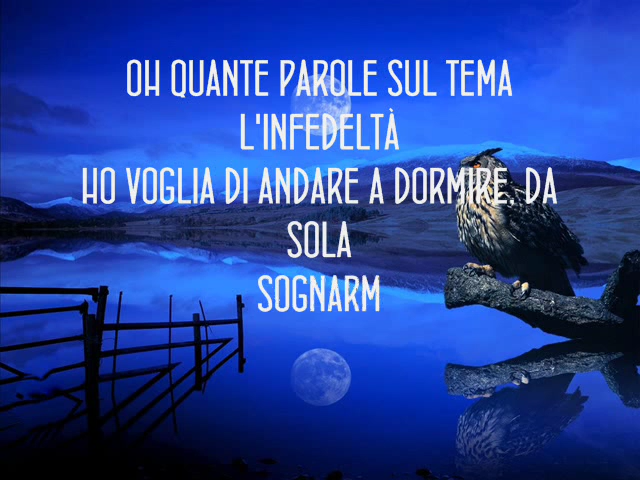 OH QUANTE PAROLE SUL TEMA
L'INFEDELTÀ
HO VOGLIA DI ANDARE A DORMIRE. DA
SOLA
SOGNARM